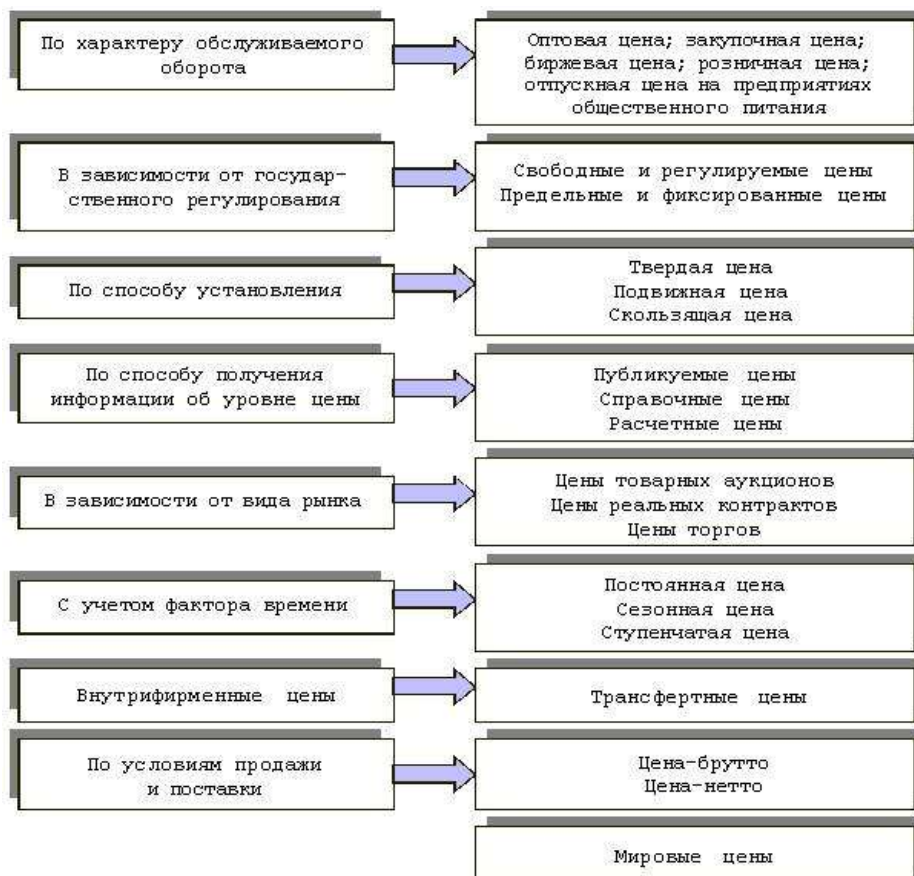 По характеру обслуживаемого
оборота
Оптовая цена; закупочная цена;
биржевая цена; розничная цена;
отпускная цена на предприятиях
общественного питания
В зависимости от государ-
ственного регулирования
Свободные и регулируемые цены
Предельные и фиксированные цены
По способу установления
Твердая цена
Подвижная цена
Скользящая цена
По способу получения
информации об уровне цены
Публикуемые цены
Справочные цены
Расчетные цены
В зависимости от вида рынка
Цены товарных аукционов
Цены реальных контрактов
Цены торгов
С учетом фактора времени
Постоянная цена
Сезонная цена
Ступенчатая цена
Внутрифирменные цены
Трансфертные цены
По условиям продажи
и поставки
Цена-брутто
Цена-нетто
Мировые цены